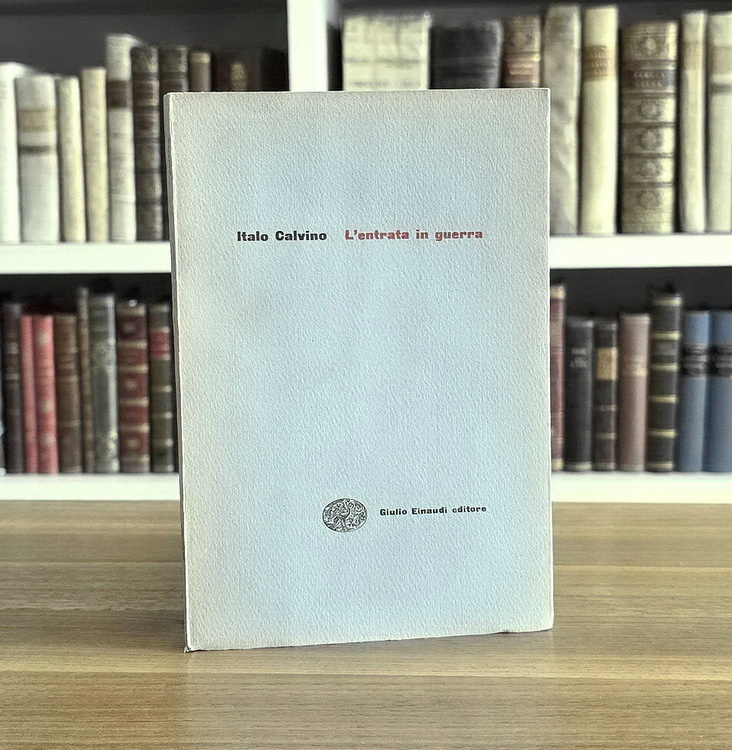 Italo Calvino L'entrata in guerra
Giulio Einaudi editore